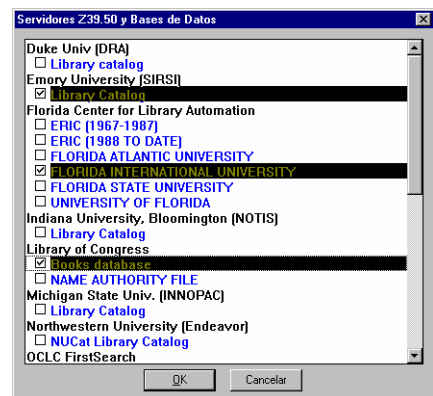 Servidores Z39.50 y Bases de Datos
Duke Univ (DRA)
Library catalog
Emory University (SIRSI)
Library Catalog
Florida Center for Library Automation
ERIC (1967-1987)
ERIC (1988 TO DATE)
FLORIDA ATLANTIC UNIVERSITY
FLORIDA INTERNATIONAL UNIVERSITY
FLORIDA STATE UNIVERSITY
UNIVERSITY OF FLORIDA
Indiana University, Bloomington (NOTIS)
Library Catalog
Library of Congress
Books database
NAME AUTHORITY FILE
Michigan State Univ. (INNOPAC)
Library Catalog
Northwestern University (Endeavor)
NUCat Library Catalog
OCLC FirstSearch
OK Cancelar